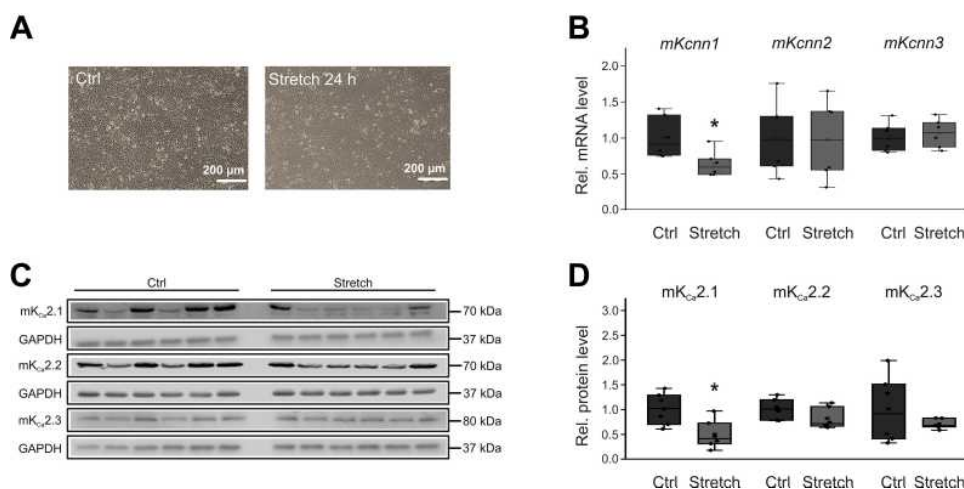 A
Ctrl
200 µm
Stretch 24 h
200 µm
B
mKcnn1 mKcnn2 mKcnn3
Rel. mRNA level
2.0
1.5
1.0
0.5
0.0
*
Ctrl Stretch Ctrl Stretch Ctrl Stretch
C
Ctrl Stretch
mKCa2.1 70 kDa
GAPDH 37 kDa
mKCa2.2 70 kDa
GAPDH 37 kDa
mKCa2.3 80 kDa
GAPDH 37 kDa
D
mKCa2.1 mKCa2.2 mKCa2.3
Rel. protein level
3.0
2.5
2.0
1.5
1.0
0.5
0.0
*
Ctrl Stretch Ctrl Stretch Ctrl Stretch